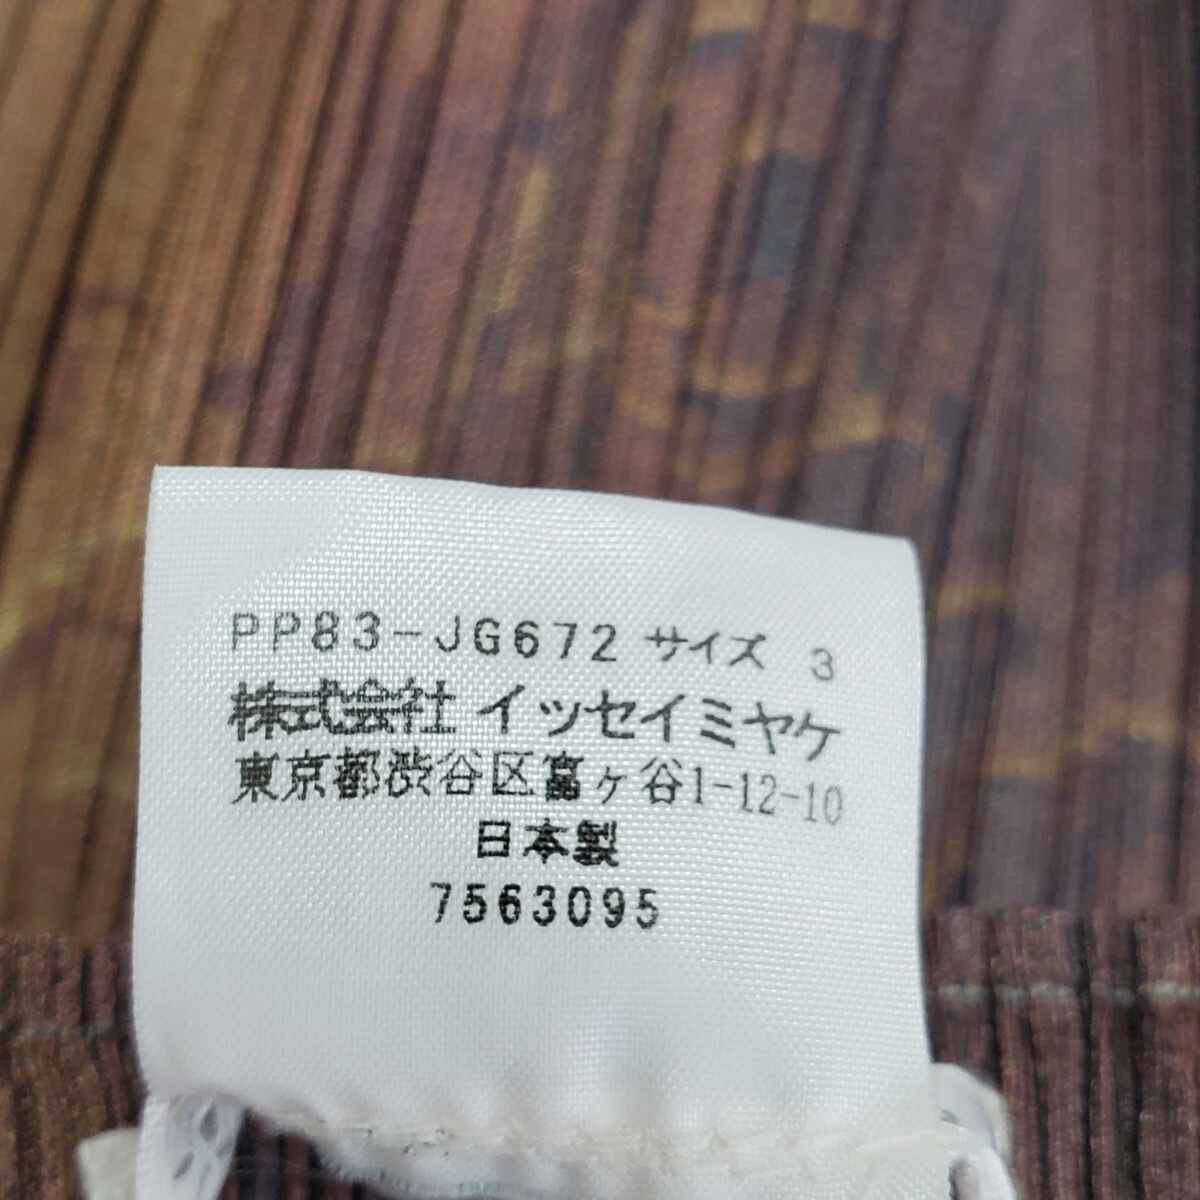 PP83-JG672 サイズ 3
株式会社 イッセイミヤケ
東京都渋谷区富ヶ谷1-12-10
日本製
7563095